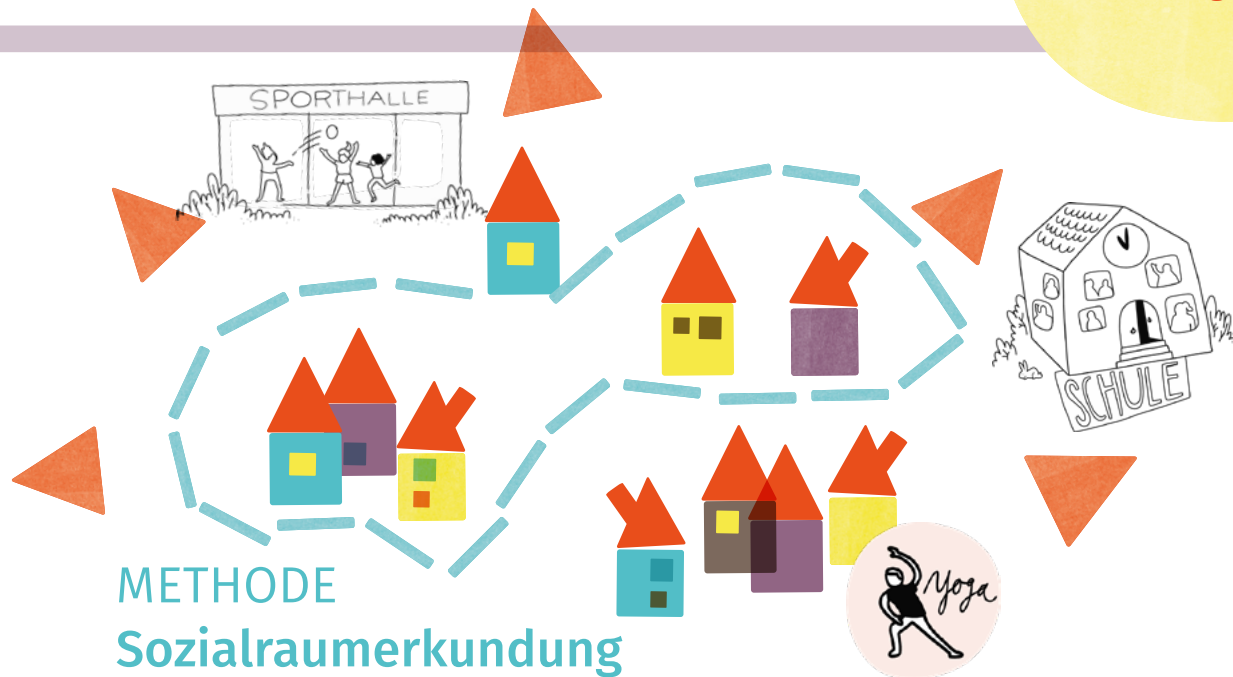 SPORTHALLE
SCHULE
Yoga
METHODE
Sozialraumerkundung